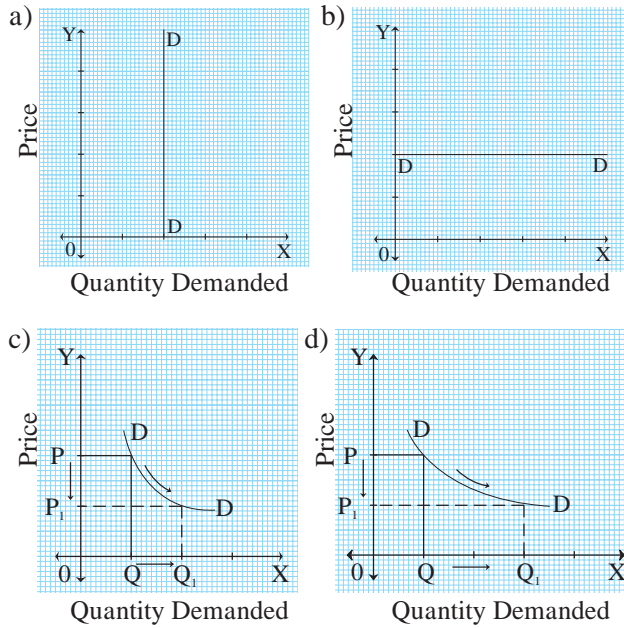 a)
Y
D
Price
D
0
X
Quantity Demanded
b)
Y
Price
D D
0
X
Quantity Demanded
c)
Y
D
Price
P
P₁
D
0 Q Q₁ X
Quantity Demanded
d)
Y
D
Price
P
P₁
D
0 Q Q₁ X
Quantity Demanded